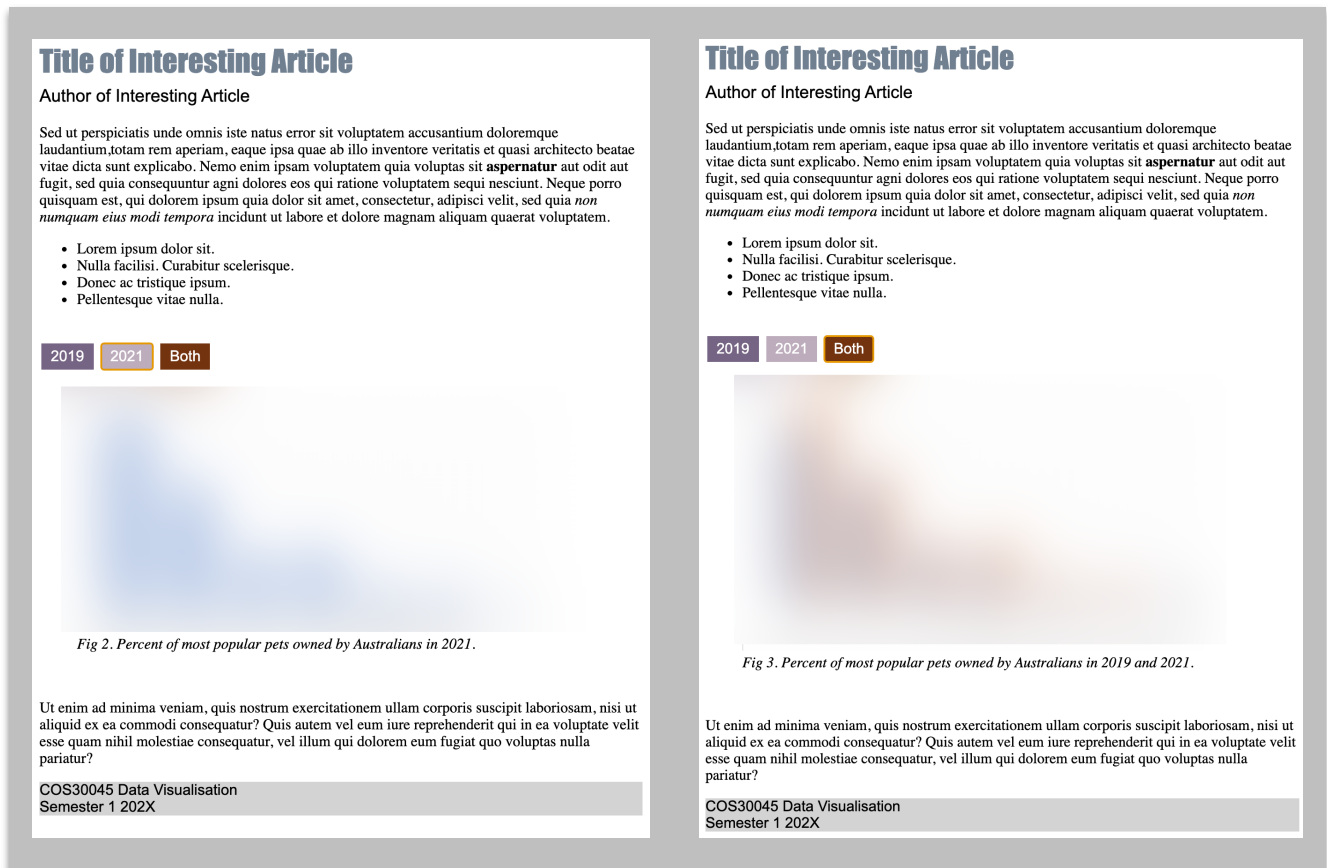 Title of Interesting Article
Author of Interesting Article
Sed ut perspiciatis unde omnis iste natus error sit voluptatem accusantium doloremque
laudantium,totam rem aperiam, eaque ipsa quae ab illo inventore veritatis et quasi architecto beatae
vitae dicta sunt explicabo. Nemo enim ipsam voluptatem quia voluptas sit aspernatur aut odit aut
fugit, sed quia consequuntur agni dolores eos qui ratione voluptatem sequi nesciunt. Neque porro
quisquam est, qui dolorem ipsum quia dolor sit amet, consectetur, adipisci velit, sed quia non
numquam eius modi tempora incidunt ut labore et dolore magnam aliquam quaerat voluptatem.
• Lorem ipsum dolor sit.
• Nulla facilisi. Curabitur scelerisque.
• Donec ac tristique ipsum.
• Pellentesque vitae nulla.
2019 2021 Both
Fig 2. Percent of most popular pets owned by Australians in 2021.
Ut enim ad minima veniam, quis nostrum exercitationem ullam corporis suscipit laboriosam, nisi ut
aliquid ex ea commodi consequatur? Quis autem vel eum iure reprehenderit qui in ea voluptate velit
esse quam nihil molestiae consequatur, vel illum qui dolorem eum fugiat quo voluptas nulla
pariatur?
COS30045 Data Visualisation
Semester 1 202X
Title of Interesting Article
Author of Interesting Article
Sed ut perspiciatis unde omnis iste natus error sit voluptatem accusantium doloremque
laudantium,totam rem aperiam, eaque ipsa quae ab illo inventore veritatis et quasi architecto beatae
vitae dicta sunt explicabo. Nemo enim ipsam voluptatem quia voluptas sit aspernatur aut odit aut
fugit, sed quia consequuntur agni dolores eos qui ratione voluptatem sequi nesciunt. Neque porro
quisquam est, qui dolorem ipsum quia dolor sit amet, consectetur, adipisci velit, sed quia non
numquam eius modi tempora incidunt ut labore et dolore magnam aliquam quaerat voluptatem.
• Lorem ipsum dolor sit.
• Nulla facilisi. Curabitur scelerisque.
• Donec ac tristique ipsum.
• Pellentesque vitae nulla.
2019 2021 Both
Fig 3. Percent of most popular pets owned by Australians in 2019 and 2021.
Ut enim ad minima veniam, quis nostrum exercitationem ullam corporis suscipit laboriosam, nisi ut
aliquid ex ea commodi consequatur? Quis autem vel eum iure reprehenderit qui in ea voluptate velit
esse quam nihil molestiae consequatur, vel illum qui dolorem eum fugiat quo voluptas nulla
pariatur?
COS30045 Data Visualisation
Semester 1 202X